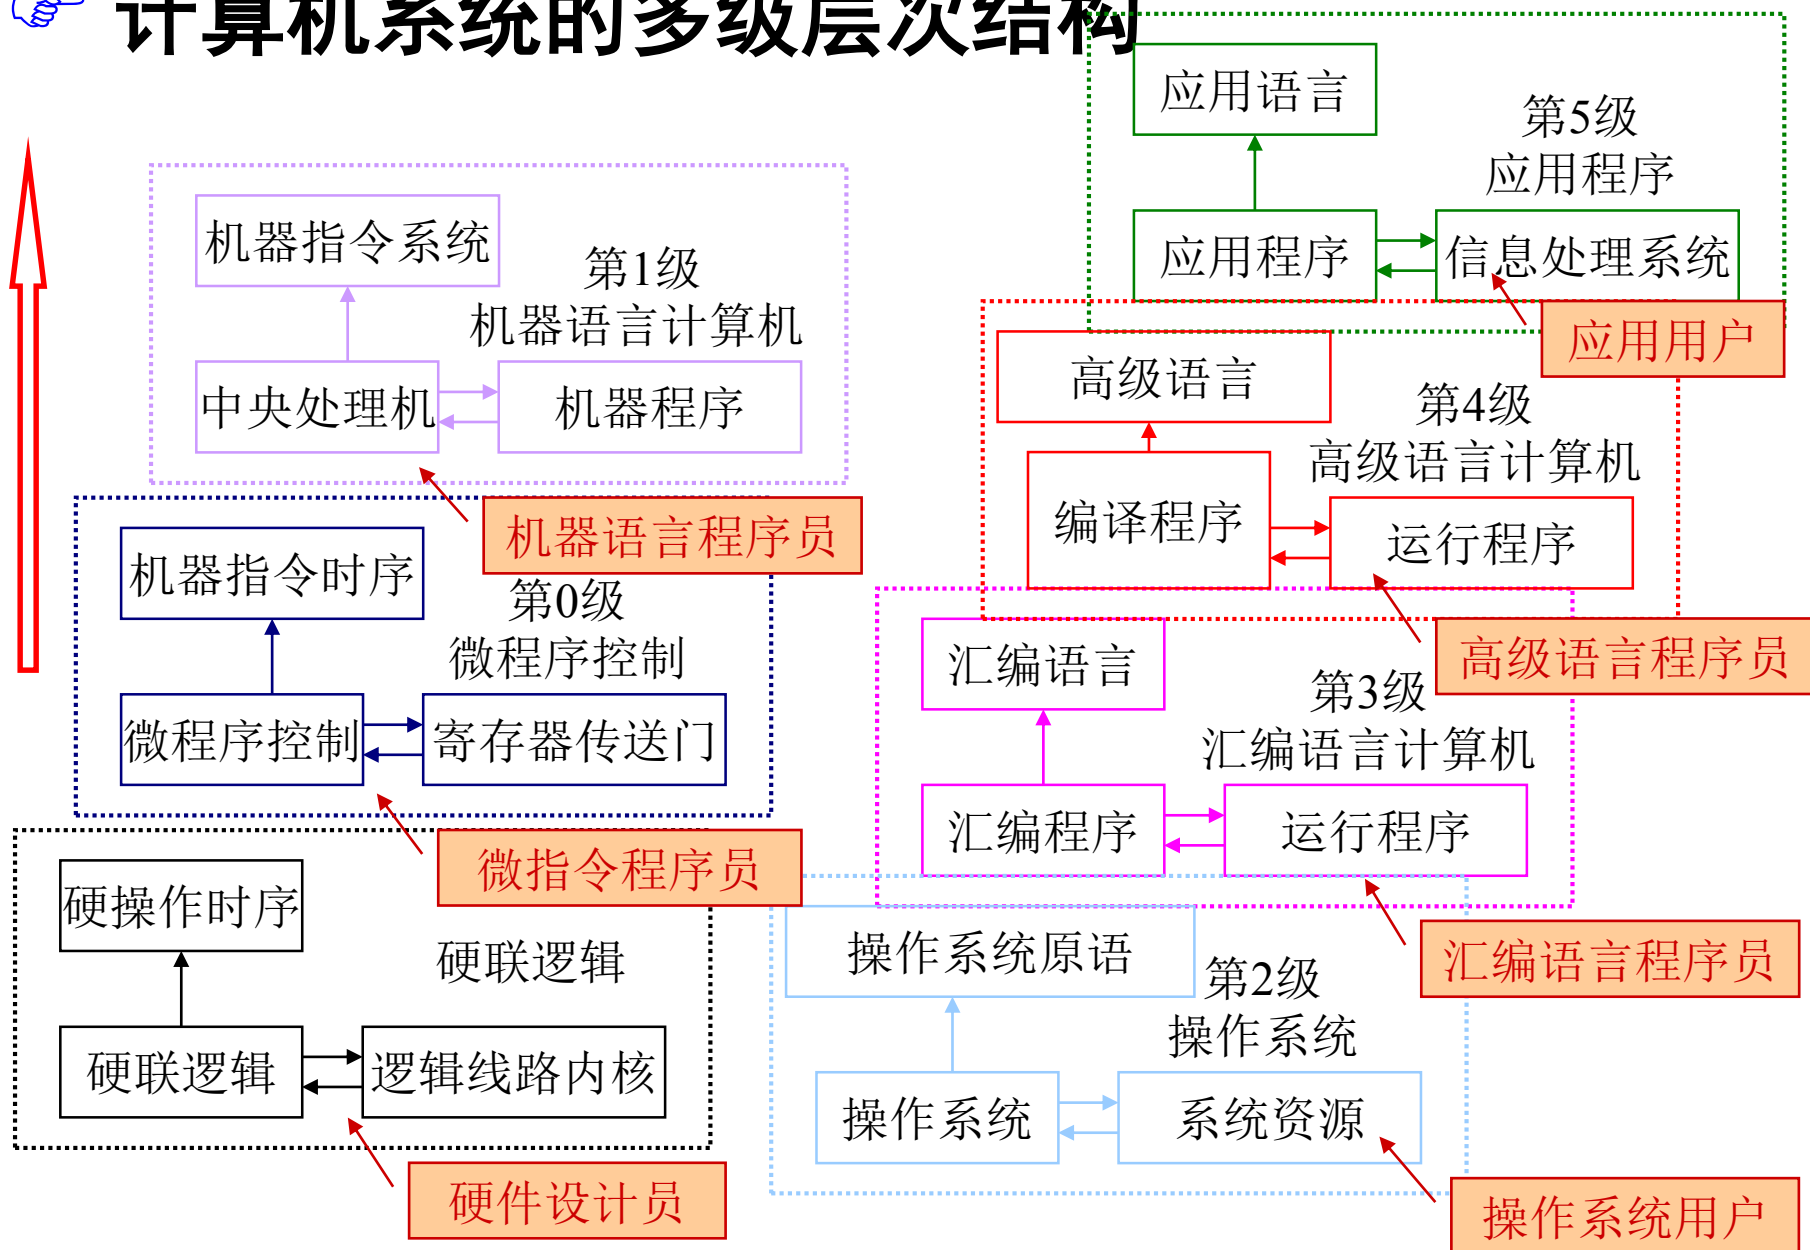 计算机系统的多级层次结构
应用语言
第5级
应用程序
应用程序
信息处理系统
应用用户
机器指令系统
第1级
机器语言计算机
中央处理机
机器程序
机器语言程序员
高级语言
第4级
高级语言计算机
编译程序
运行程序
高级语言程序员
机器指令时序
第0级
微程序控制
微程序控制
寄存器传送门
微指令程序员
汇编语言
第3级
汇编语言计算机
汇编程序
运行程序
汇编语言程序员
硬操作时序
硬联逻辑
硬联逻辑
逻辑线路内核
硬件设计员
操作系统原语
第2级
操作系统
操作系统
系统资源
操作系统用户